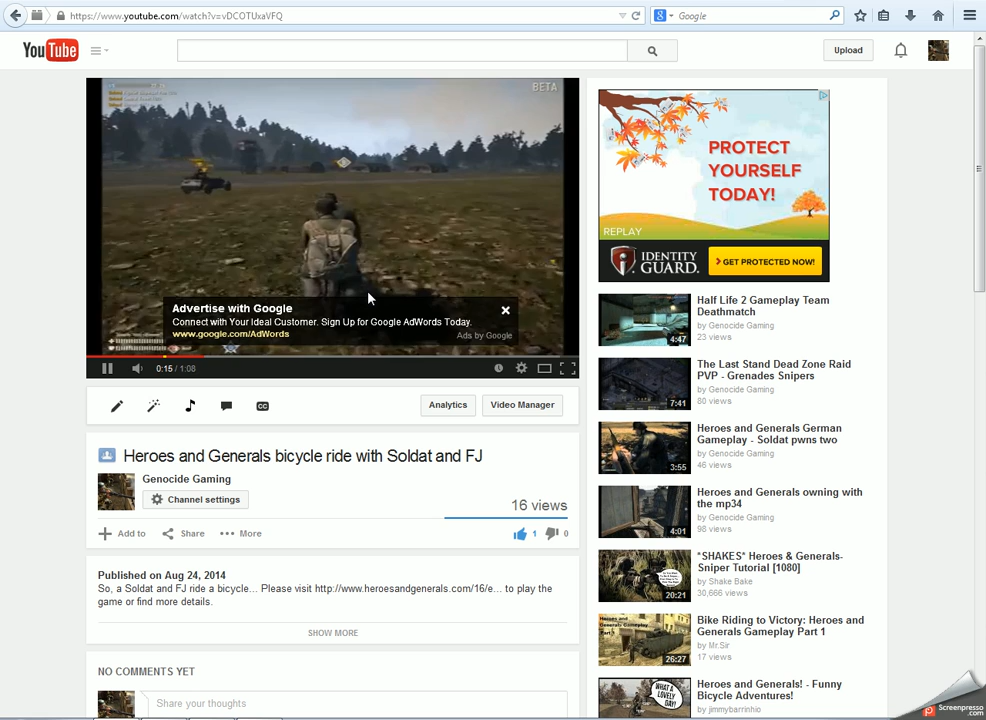 https://www.youtube.com/watch?v=vDCOTUxaVFQ
Google
YouTube
Upload
BETA
Advertise with Google
Connect with Your Ideal Customer. Sign Up for Google AdWords Today.
www.google.com/AdWords
Ads by Google
0:15 / 1:08
CC
Analytics
Video Manager
Heroes and Generals bicycle ride with Soldat and FJ
Genocide Gaming
Channel settings
16 views
Add to
Share
More
1
0
Published on Aug 24, 2014
So, a Soldat and FJ ride a bicycle... Please visit http://www.heroesandgenerals.com/16/e... to play the
game or find more details.
SHOW MORE
NO COMMENTS YET
Share your thoughts
PROTECT
YOURSELF
TODAY!
REPLAY
IDENTITY
GUARD.
GET PROTECTED NOW!
Half Life 2 Gameplay Team
Deathmatch
by Genocide Gaming
23 views
4:47
The Last Stand Dead Zone Raid
PVP - Grenades Snipers
by Genocide Gaming
80 views
7:41
Heroes and Generals German
Gameplay - Soldat pwns two
by Genocide Gaming
46 views
3:55
Heroes and Generals owning with
the mp34
by Genocide Gaming
98 views
4:01
*SHAKES* Heroes & Generals-
Sniper Tutorial [1080]
by Shake Bake
30,666 views
20:21
Bike Riding to Victory: Heroes and
Generals Gameplay Part 1
by Mr.Sir
17 views
26:27
Heroes and Generals! - Funny
Bicycle Adventures!
by jimmybarrinhio
WHAT A
LOVELY
DAY!
Screenpresso
.com